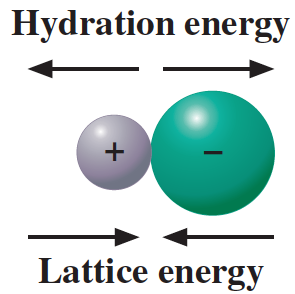 Hydration energy
+ −
Lattice energy